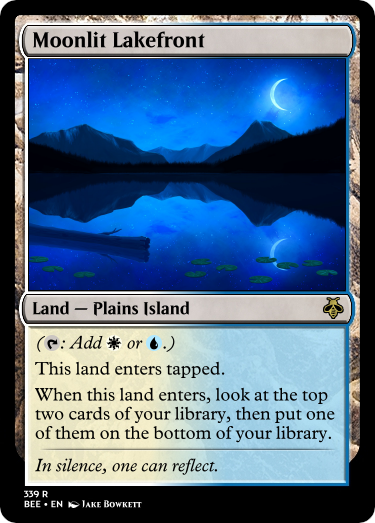 Moonlit Lakefront
Land — Plains Island
(: Add or .)
This land enters tapped.
When this land enters, look at the top
two cards of your library, then put one
of them on the bottom of your library.
In silence, one can reflect.
339 R
BEE • EN Jake Bowkett